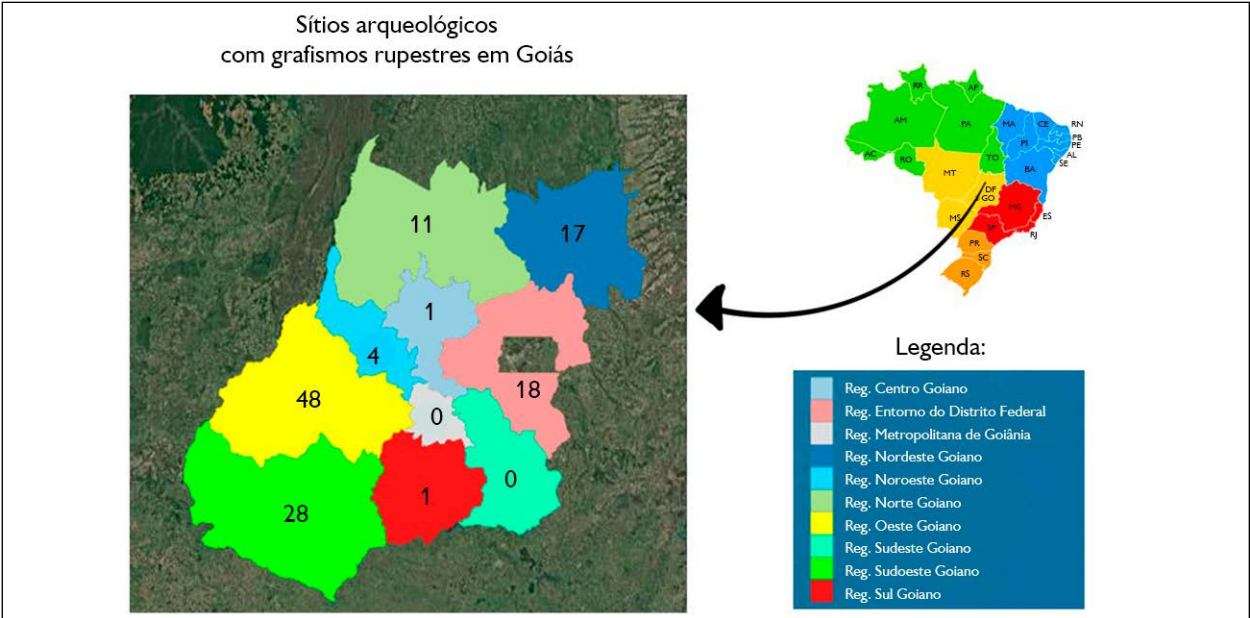 Sítios arqueológicos
com grafismos rupestres em Goiás
RR
AP
AM
PA
MA
CE
RN
PB
PE
AL
SE
PI
AC
RO
TO
BA
MT
DF
GO
MS
MG
ES
SP
RJ
PR
SC
RS
11
17
1
4
48
18
0
0
1
28
Legenda:
Reg. Centro Goiano
Reg. Entorno do Distrito Federal
Reg. Metropolitana de Goiânia
Reg. Nordeste Goiano
Reg. Noroeste Goiano
Reg. Norte Goiano
Reg. Oeste Goiano
Reg. Sudeste Goiano
Reg. Sudoeste Goiano
Reg. Sul Goiano